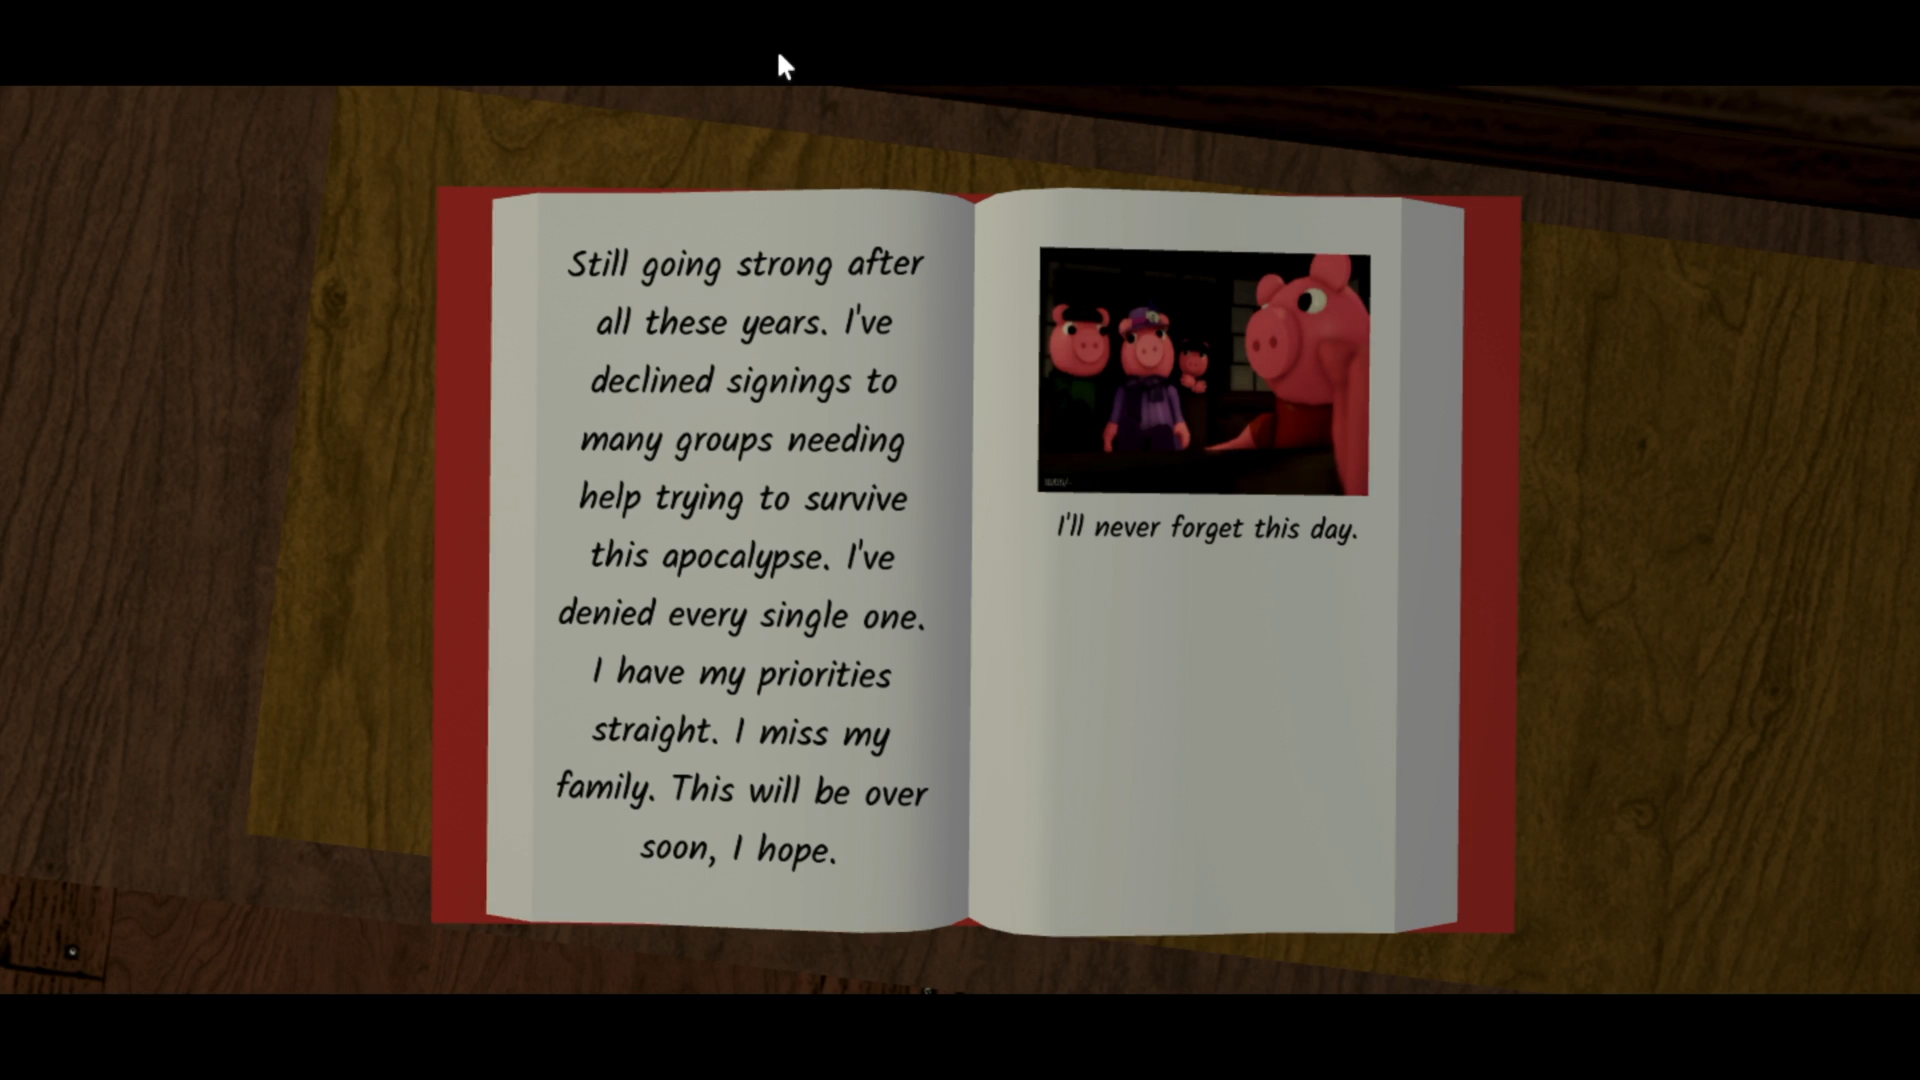 Still going strong after
all these years. I've
declined signings to
many groups needing
help trying to survive
this apocalypse. I've
denied every single one.
I have my priorities
straight. I miss my
family. This will be over
soon, I hope.
I'll never forget this day.